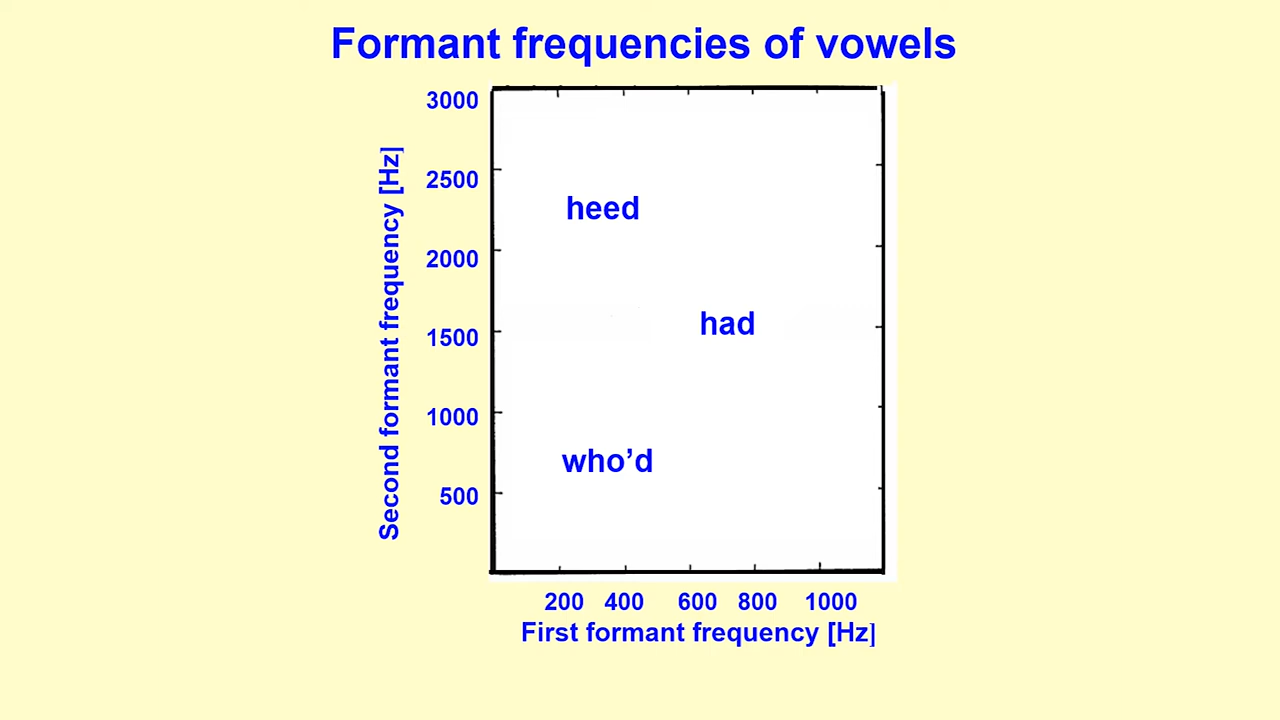 Formant frequencies of vowels
3000
2500
2000
1500
1000
500
Second formant frequency [Hz]
heed
had
who’d
200 400 600 800 1000
First formant frequency [Hz]